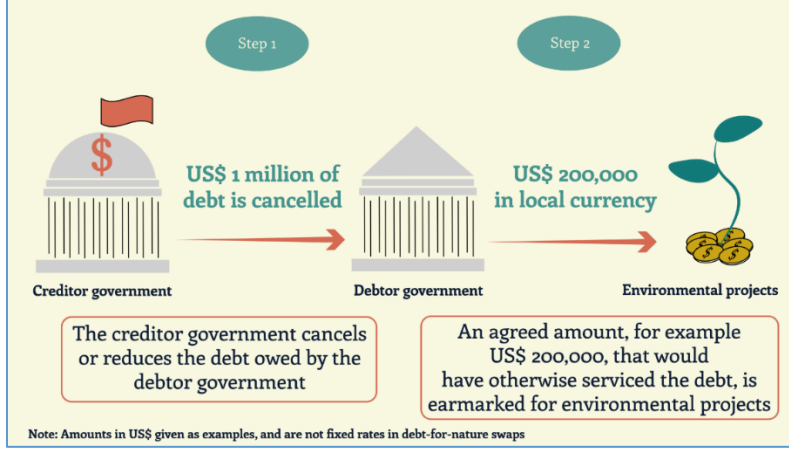 Step 1
Step 2
$
US$ 1 million of
debt is cancelled
US$ 200,000
in local currency
Creditor government
Debtor government
Environmental projects
The creditor government cancels
or reduces the debt owed by the
debtor government
An agreed amount, for example
US$ 200,000, that would
have otherwise serviced the debt, is
earmarked for environmental projects
Note: Amounts in US$ given as examples, and are not fixed rates in debt-for-nature swaps